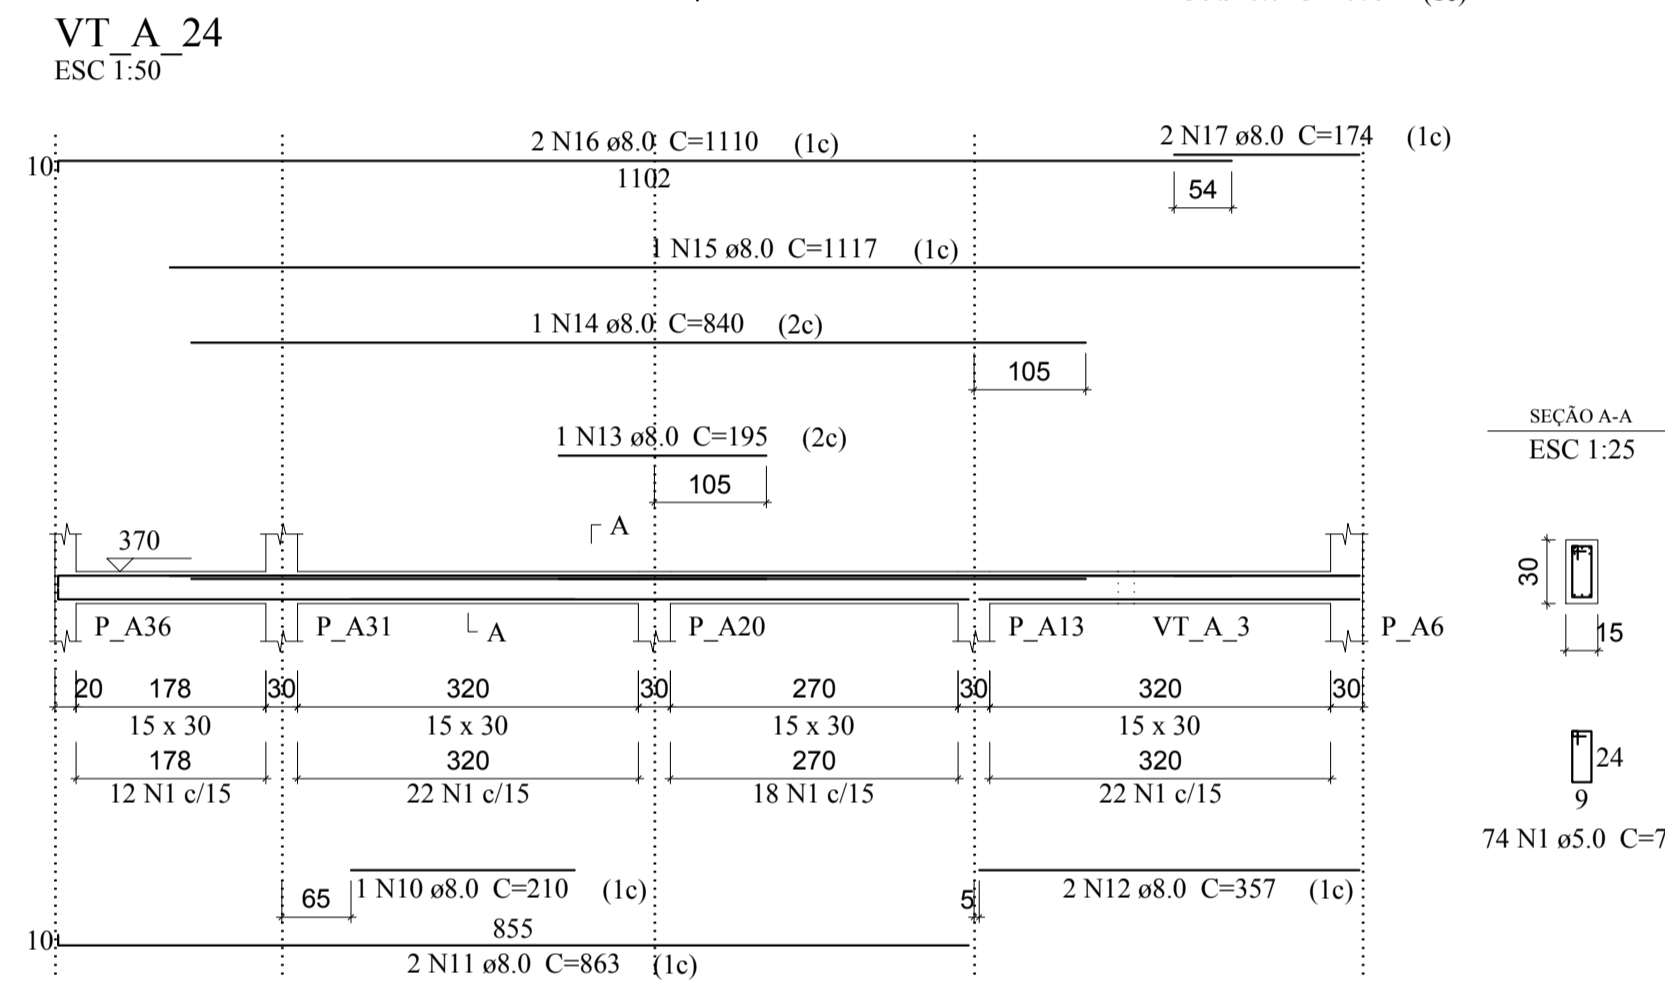 VT_A_24
ESC 1:50
2 N16 ø8.0 C=1110 (1c)
2 N17 ø8.0 C=174 (1c)
10
1102
54
1 N15 ø8.0 C=1117 (1c)
1 N14 ø8.0 C=840 (2c)
105
1 N13 ø8.0 C=195 (2c)
105
SEÇÃO A-A
ESC 1:25
A
370
30
15
P_A36 P_A31 A P_A20 P_A13 VT_A_3 P_A6
20 178 30 320 30 270 30 320 30
15 x 30 15 x 30 15 x 30 15 x 30
178 320 270 320
12 N1 c/15 22 N1 c/15 18 N1 c/15 22 N1 c/15
24
9
74 N1 ø5.0 C=7
65
1 N10 ø8.0 C=210 (1c)
5
2 N12 ø8.0 C=357 (1c)
855
10
2 N11 ø8.0 C=863 (1c)